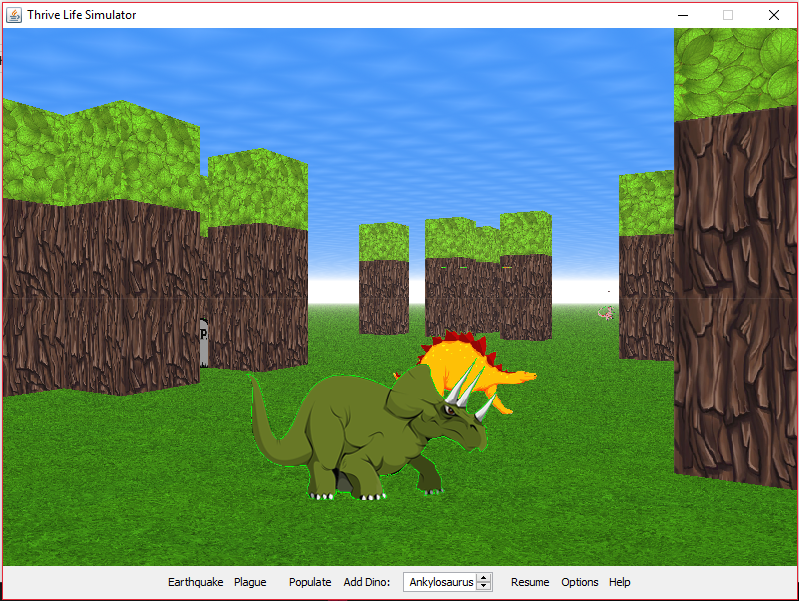 Thrive Life Simulator
p
Earthquake Plague Populate Add Dino: Ankylosaurus Resume Options Help